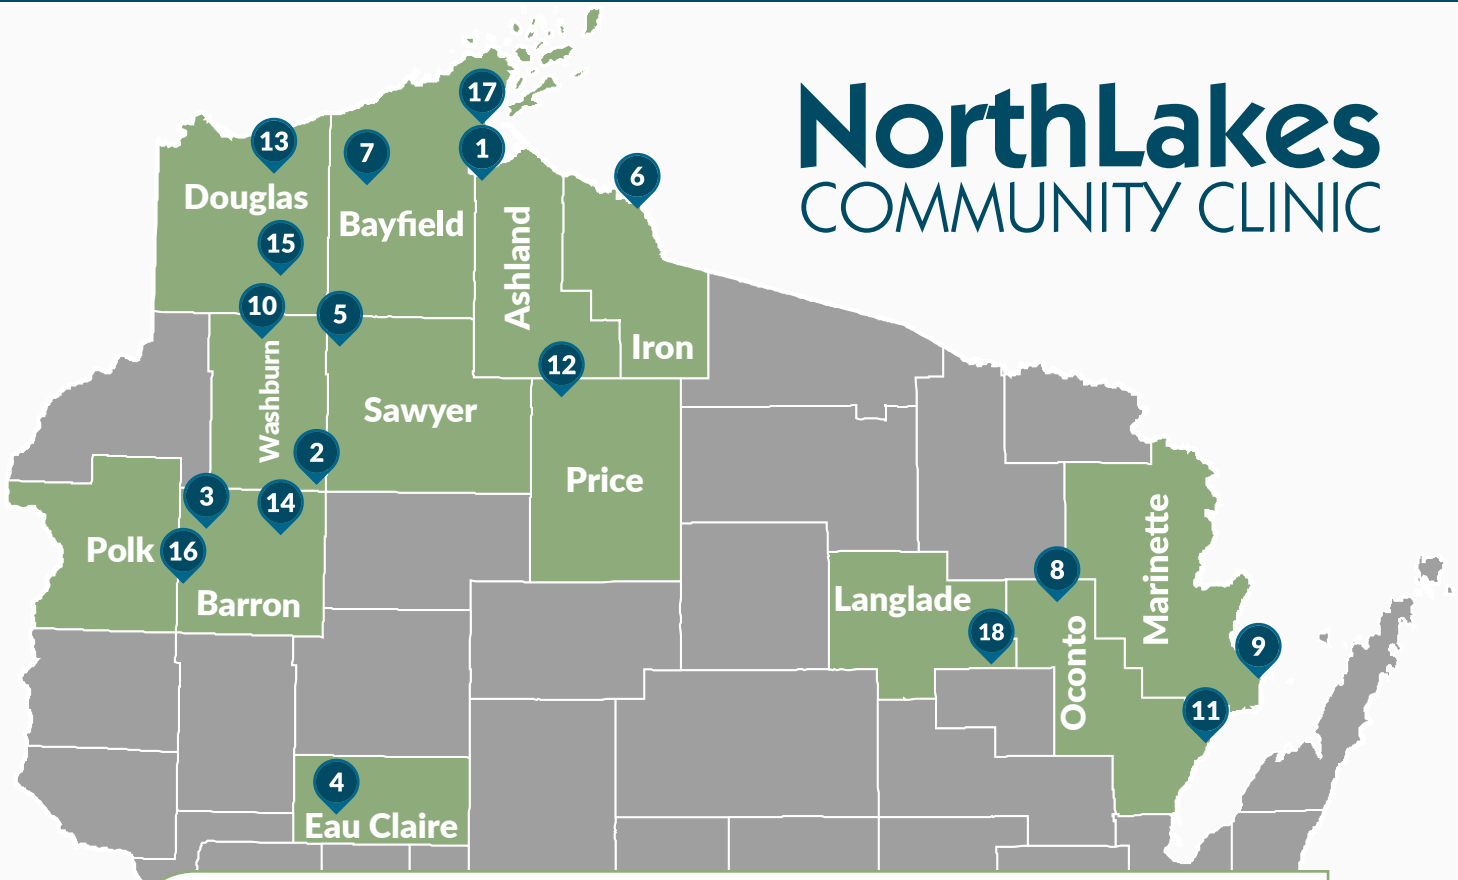 NorthLakes
COMMUNITY CLINIC
17
13
7
1
6
Douglas
Bayfield
Ashland
15
10
5
12
Iron
Washburn
Sawyer
2
Price
3
14
Polk
16
Barron
Marinette
8
Langlade
18
Oconto
9
11
4
Eau Claire